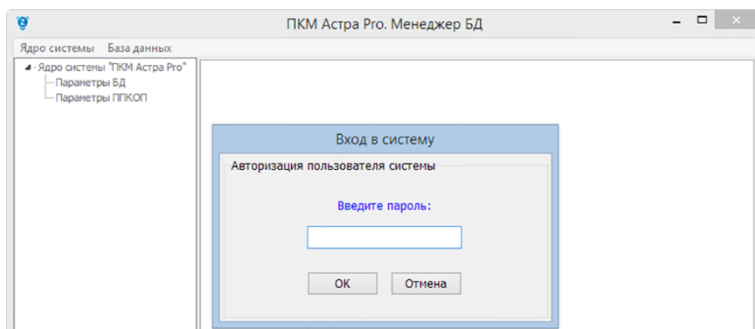 ПКМ Астра Pro. Менеджер БД
Ядро системы База данных
Ядро системы "ПКМ Астра Pro"
Параметры БД
Параметры ППКОП
Вход в систему
Авторизация пользователя системы
Введите пароль:
OK Отмена